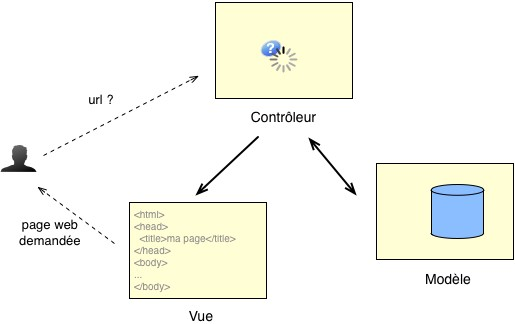 ?
url ?
Contrôleur
page web
demandée
<html>
<head>
<title>ma page</title>
</head>
<body>
...
</body>
Vue
Modèle